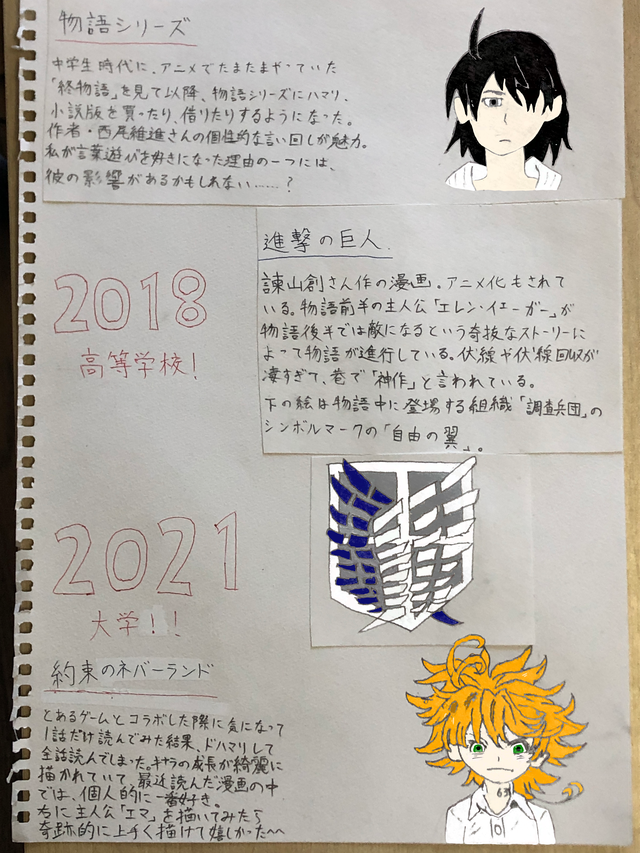 物語シリーズ
中学生時代に、アニメでたまたまやっていた
「終物語」を見て以降、物語シリーズにハマリ、
小説版を買ったり、借りたりするようになった。
作者・西尾維進さんの個性的な言い回しが魅力。
私が言葉遊びを好きになった理由の一つには、
彼の影響があるかもしれない……？
進撃の巨人.
諫山創さん作の漫画。アニメ化もされて
いる。物語前半の主人公「エレン・イェーガー」が
物語後半では敵になるという奇抜なストーリーに
よって物語が進行している。伏線や伏線回収が
凄すぎて、巷で「神作」と言われている。
下の絵は物語中に登場する組織「調査兵団」の
シンボルマークの「自由の翼」。
2018
高等学校！
2021
大学！！
約束のネバーランド
とあるゲームとコラボした際に気になって
1話だけ読んでみた結果、ドハマリして
全話読んでしまった。キャラの成長が綺麗に
描かれていて、最近読んだ漫画の中
では、個人的に一番好き。
右に主人公「エマ」を描いてみたら
奇跡的に上手く描けて嬉しかった〜〜